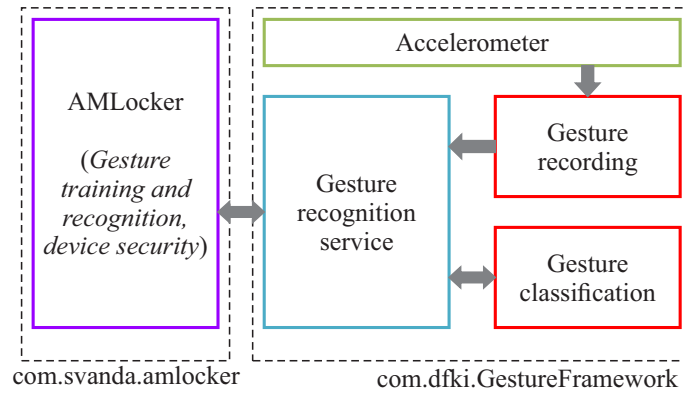 AMLocker
(Gesture
training and
recognition,
device security)
com.svanda.amlocker
Accelerometer
Gesture
recognition
service
Gesture
recording
Gesture
classification
com.dfki.GestureFramework